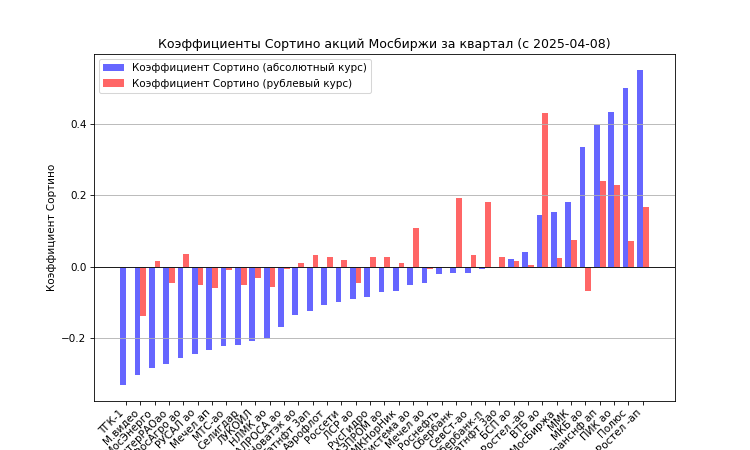 Коэффициенты Сортино акций Мосбиржи за квартал (с 2025-04-08)
Коэффициент Сортино (абсолютный курс)
Коэффициент Сортино (рублевый курс)
Коэффициент Сортино
0.4
0.2
0.0
−0.2
ТГК-1
М.видео
РУСАЛ ао
Мечел ап
МТС-ао
Селигдар
ЛУКОЙЛ
НЛМК ао
Аэрофлот
Россети
ЛСР ао
Мечел ао
Роснефть
Сбербанк
СевСт-ао
БСП ао
Ростел -ао
ВТБ ао
МосБиржа
ММК
МКБ ао
ПИК ао
Полюс
Ростел -ап